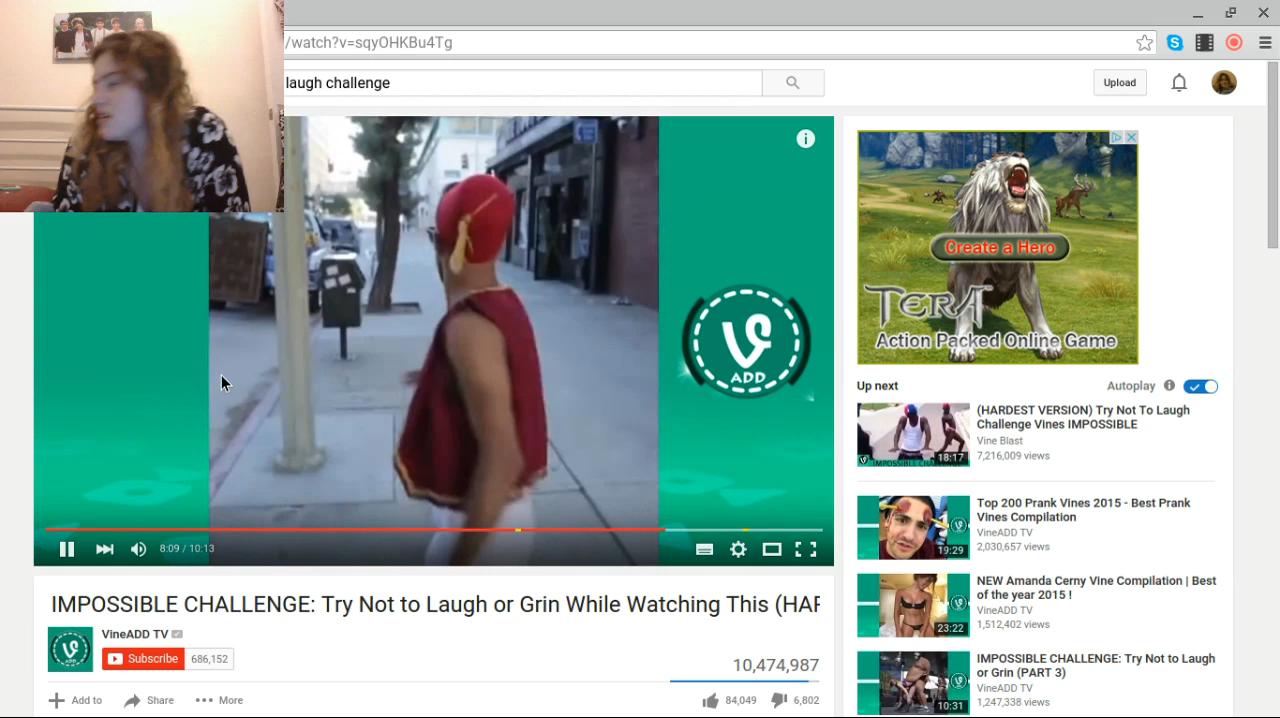 /watch?v=sqyOHKBu4Tg
laugh challenge
Upload
ADD
8:09 / 10:13
Create a Hero
TERA
Action Packed Online Game
Up next
Autoplay
18:17
(HARDEST VERSION) Try Not To Laugh
Challenge Vines IMPOSSIBLE
Vine Blast
7,216,009 views
19:29
Top 200 Prank Vines 2015 - Best Prank
Vines Compilation
VineADD TV
2,030,657 views
23:22
NEW Amanda Cerny Vine Compilation | Best
of the year 2015 !
VineADD TV
1,512,402 views
10:31
IMPOSSIBLE CHALLENGE: Try Not to Laugh
or Grin (PART 3)
VineADD TV
1,247,338 views
IMPOSSIBLE CHALLENGE: Try Not to Laugh or Grin While Watching This (HAR
VineADD TV
Subscribe 686,152
10,474,987
Add to Share More
84,049 6,802